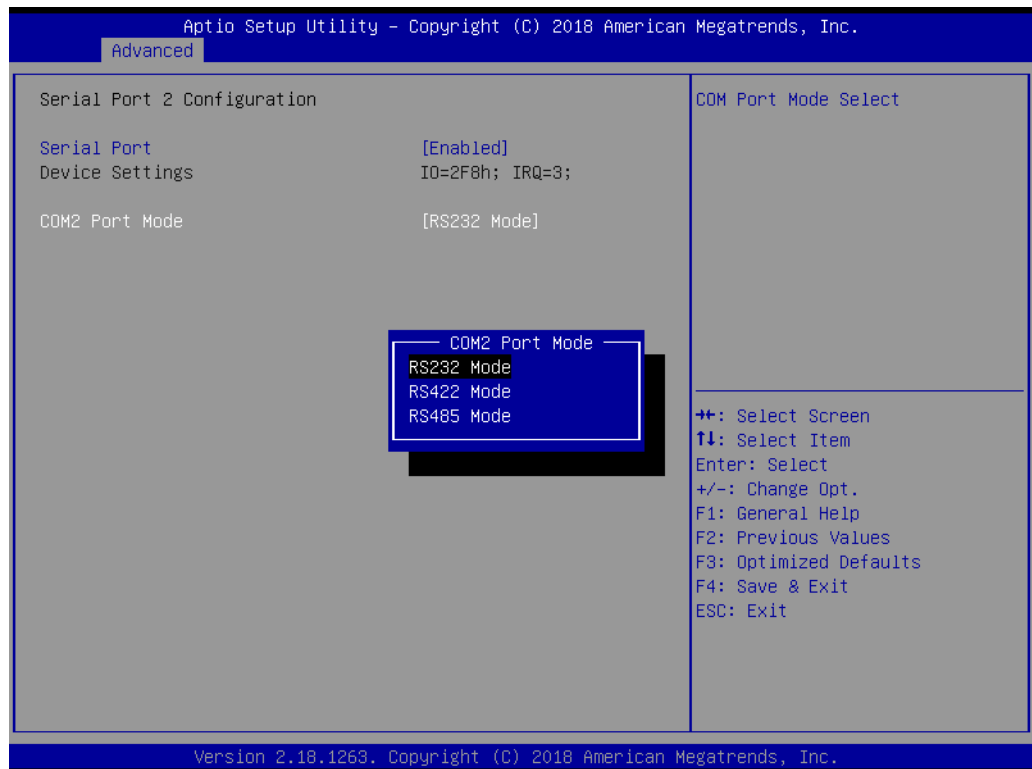 Aptio Setup Utility – Copyright (C) 2018 American Megatrends, Inc.
Advanced
Serial Port 2 Configuration
Serial Port [Enabled]
Device Settings IO=2F8h; IRQ=3;
COM2 Port Mode [RS232 Mode]
COM2 Port Mode
RS232 Mode
RS422 Mode
RS485 Mode
COM Port Mode Select
→←: Select Screen
↑↓: Select Item
Enter: Select
+/-: Change Opt.
F1: General Help
F2: Previous Values
F3: Optimized Defaults
F4: Save & Exit
ESC: Exit
Version 2.18.1263. Copyright (C) 2018 American Megatrends, Inc.